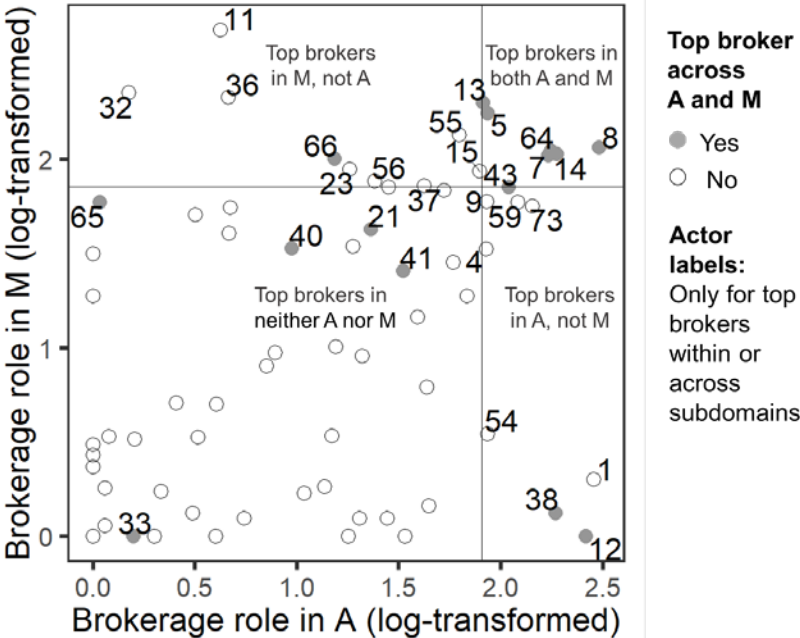 Brokerage role in M (log-transformed)
2
1
0
11
36
32
Top brokers
in M, not A
Top brokers in
both A and M
13
5
55
64
8
15
7
14
66
23
56
43
37
9
59
73
65
21
40
41
4
Top brokers in
neither A nor M
Top brokers
in A, not M
54
1
38
33
12
0.0
0.5
1.0
1.5
2.0
2.5
Brokerage role in A (log-transformed)
Top broker
across
A and M
Yes
No
Actor
labels:
Only for top
brokers
within or
across
subdomains